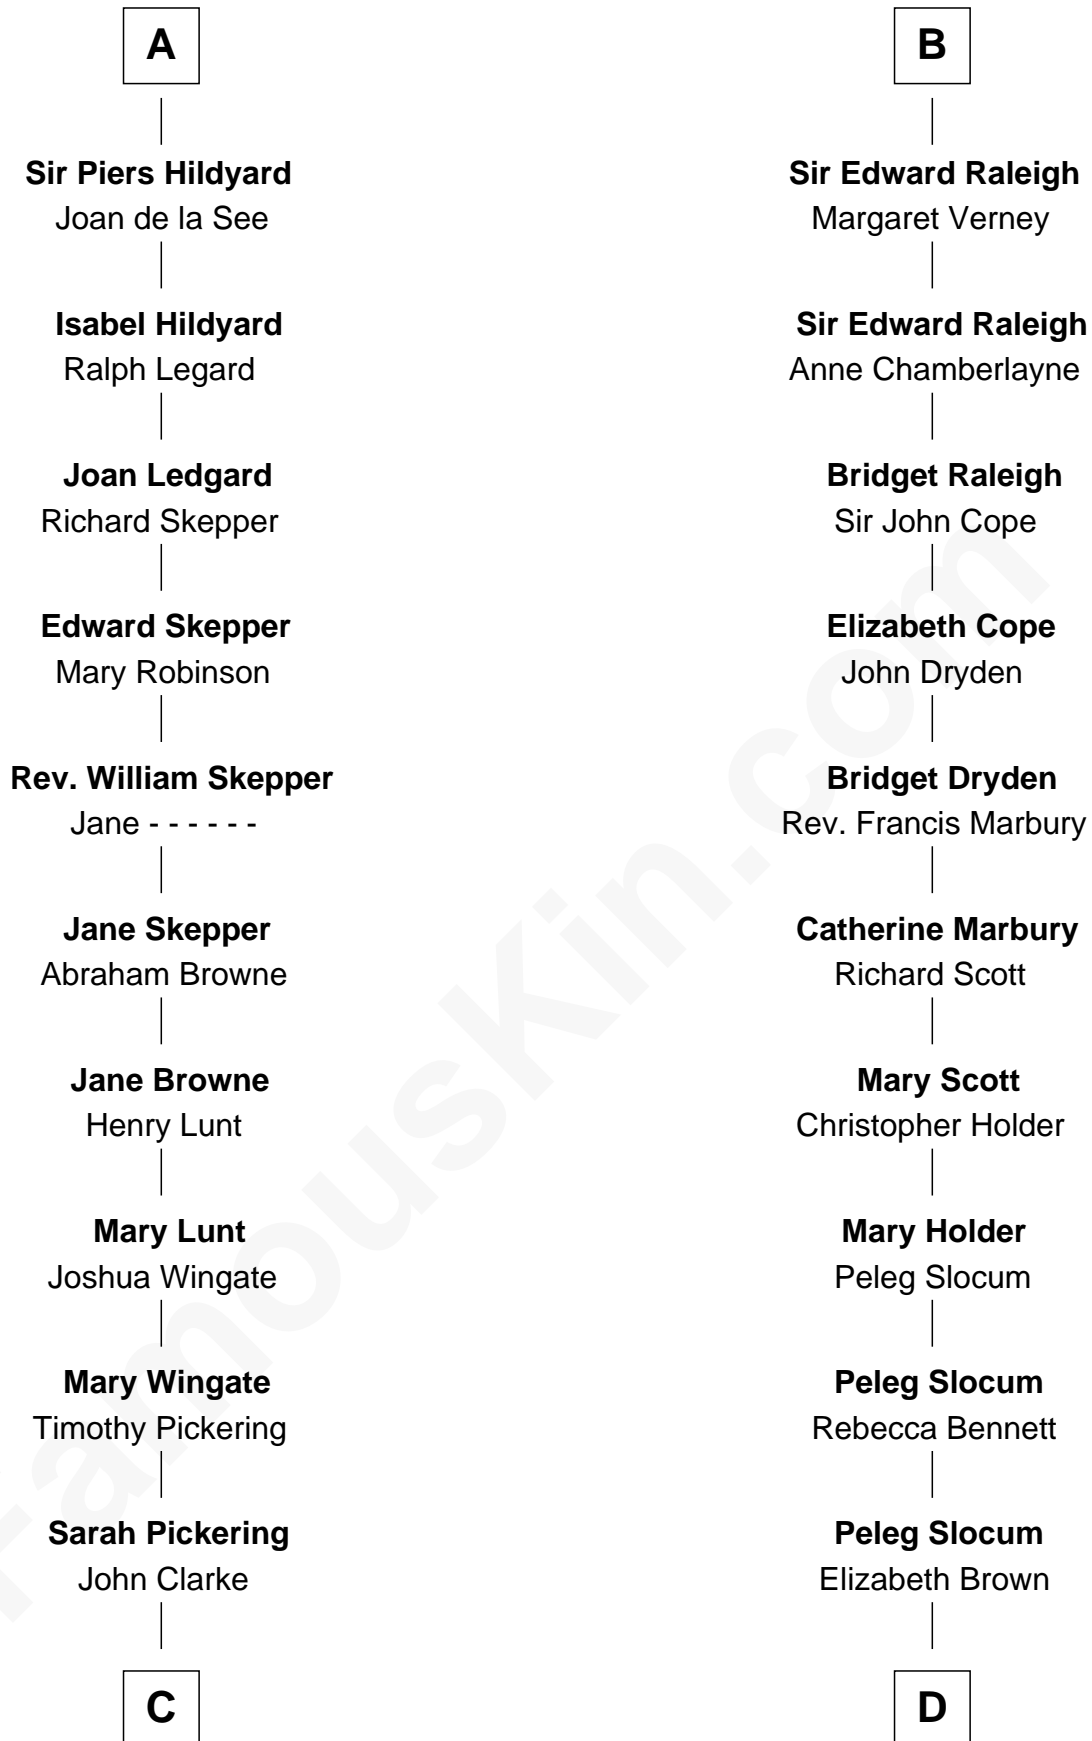 A
Sir Piers Hildyard
Joan de la See
Isabel Hildyard
Ralph Legard
Joan Ledgard
Richard Skepper
Edward Skepper
Mary Robinson
Rev. William Skepper
Jane - - - - - -
Jane Skepper
Abraham Browne
Jane Browne
Henry Lunt
Mary Lunt
Joshua Wingate
Mary Wingate
Timothy Pickering
Sarah Pickering
John Clarke
C
B
Sir Edward Raleigh
Margaret Verney
Sir Edward Raleigh
Anne Chamberlayne
Bridget Raleigh
Sir John Cope
Elizabeth Cope
John Dryden
Bridget Dryden
Rev. Francis Marbury
Catherine Marbury
Richard Scott
Mary Scott
Christopher Holder
Mary Holder
Peleg Slocum
Peleg Slocum
Rebecca Bennett
Peleg Slocum
Elizabeth Brown
D
FamousKin.com